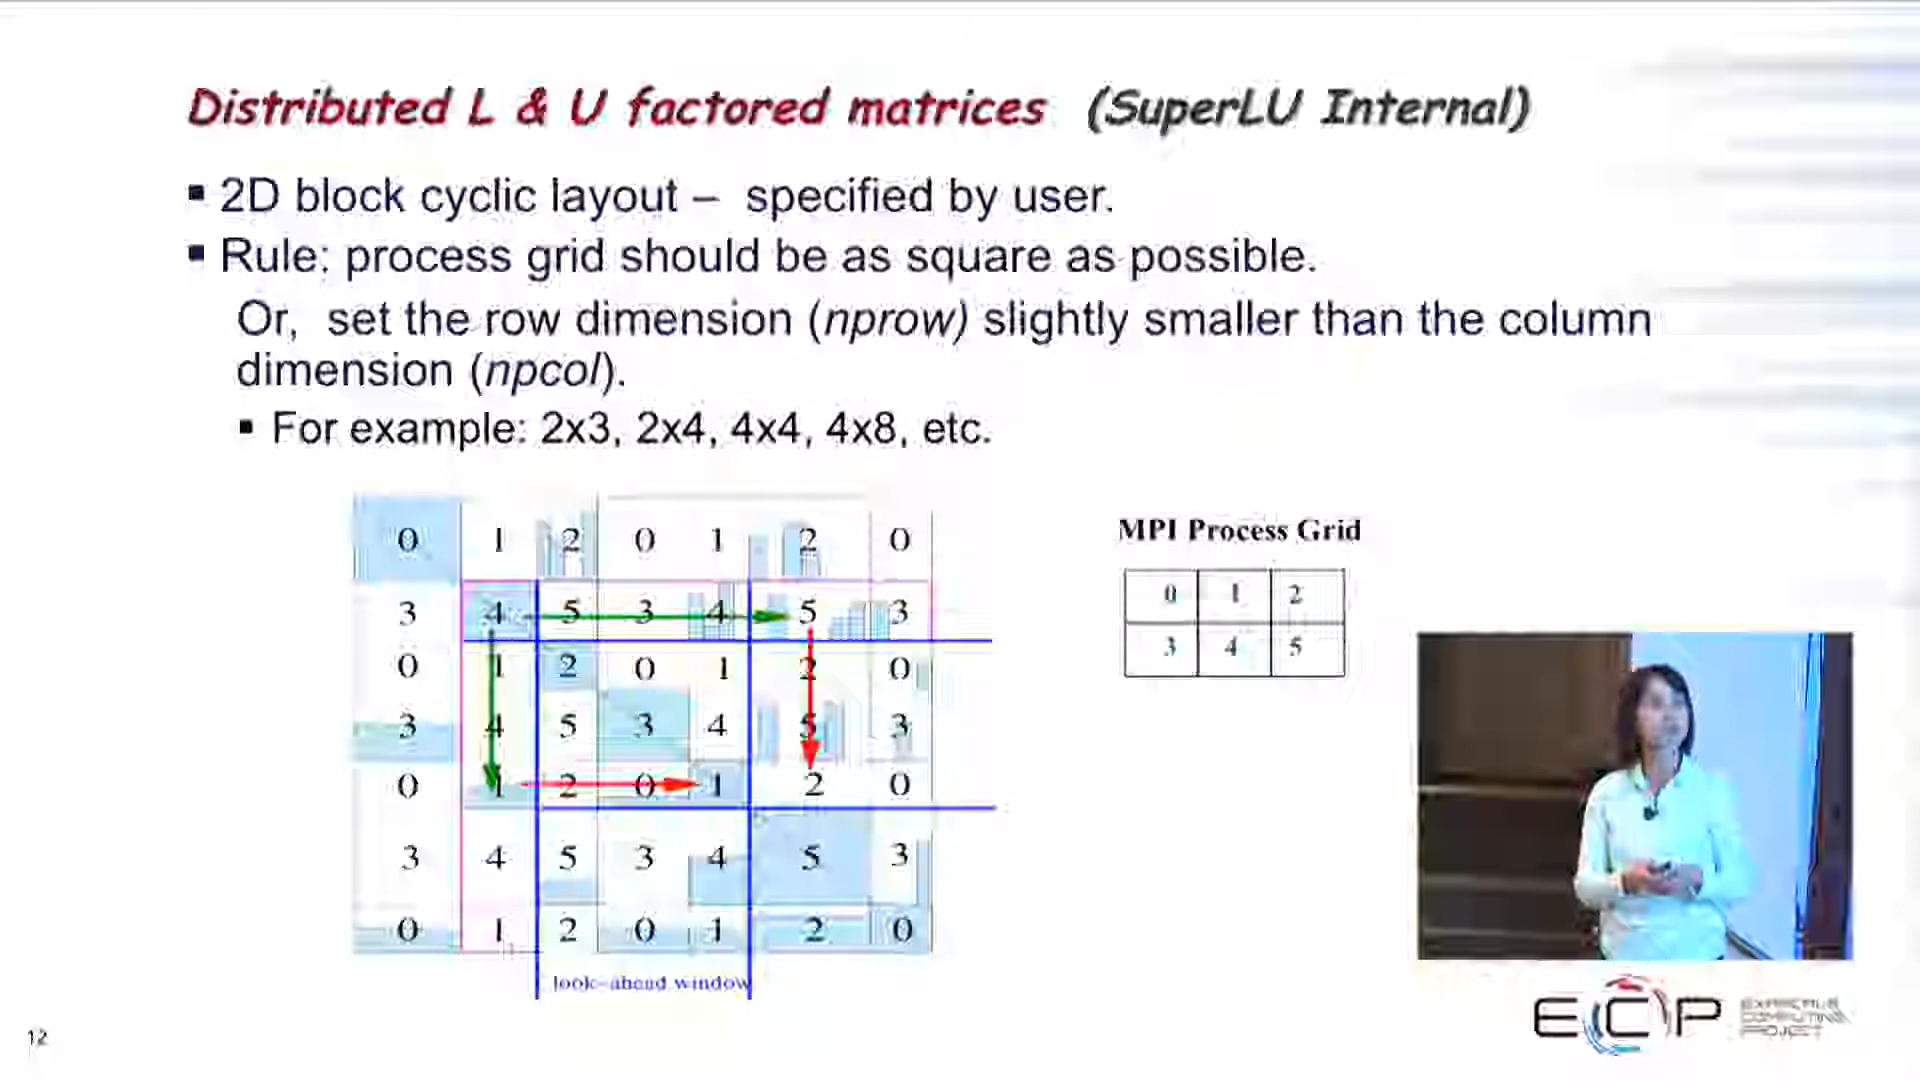 Distributed L & U factored matrices (SuperLU Internal)
▪ 2D block cyclic layout – specified by user.
▪ Rule: process grid should be as square as possible.
Or, set the row dimension (nprow) slightly smaller than the column
dimension (npcol).
▪ For example: 2x3, 2x4, 4x4, 4x8, etc.
0 1 2 0 1 2 0
3 4 5 3 4 5 3
0 1 2 0 1 2 0
3 4 5 3 4 5 3
0 1 2 0 1 2 0
3 4 5 3 4 5 3
0 1 2 0 1 2 0
look-ahead window
MPI Process Grid
0 1 2
3 4 5
ECP
EXASCALE
COMPUTING
PROJECT
12